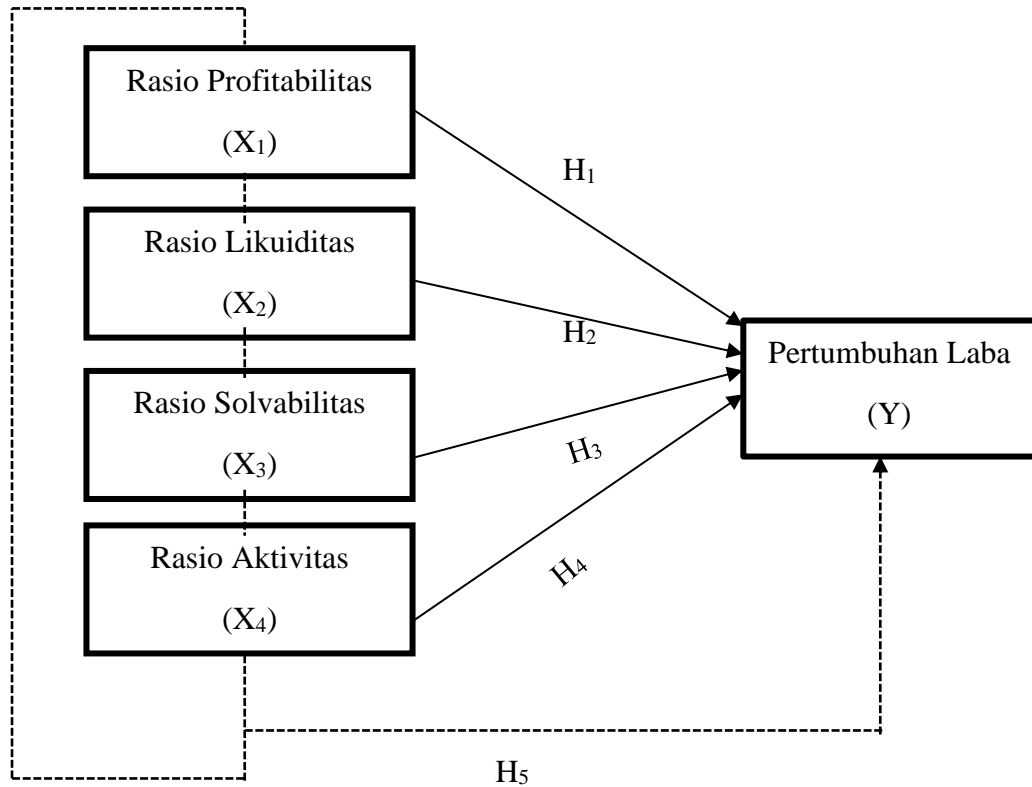 Rasio Profitabilitas
(X₁)
H₁
Rasio Likuiditas
(X₂)
H₂
Pertumbuhan Laba
(Y)
Rasio Solvabilitas
(X₃)
H₃
Rasio Aktivitas
(X₄)
H₄
H₅